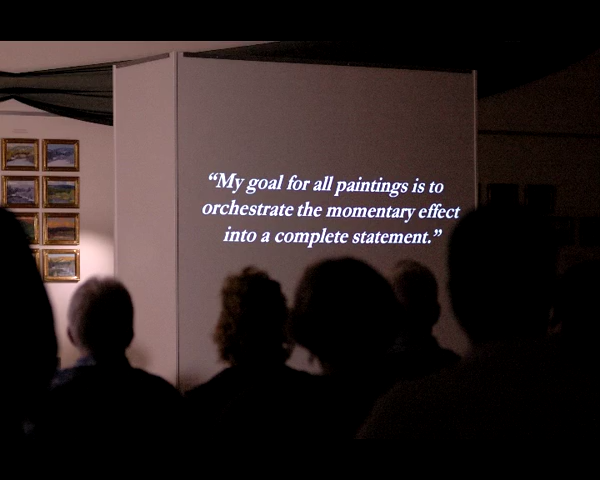 “My goal for all paintings is to
orchestrate the momentary effect
into a complete statement.”